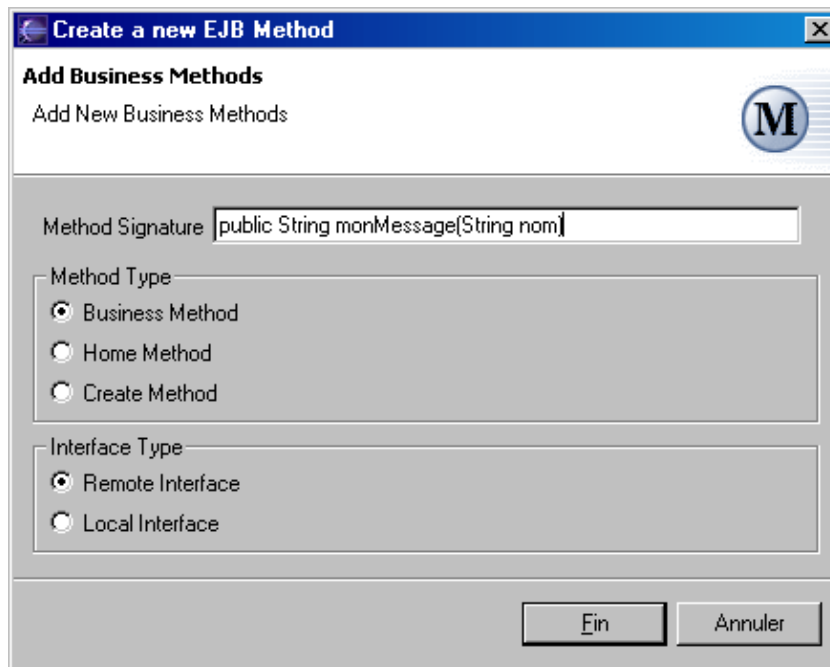 Create a new EJB Method
Add Business Methods
Add New Business Methods
M
Method Signature public String monMessage(String nom)
Method Type
Business Method
Home Method
Create Method
Interface Type
Remote Interface
Local Interface
Fin Annuler